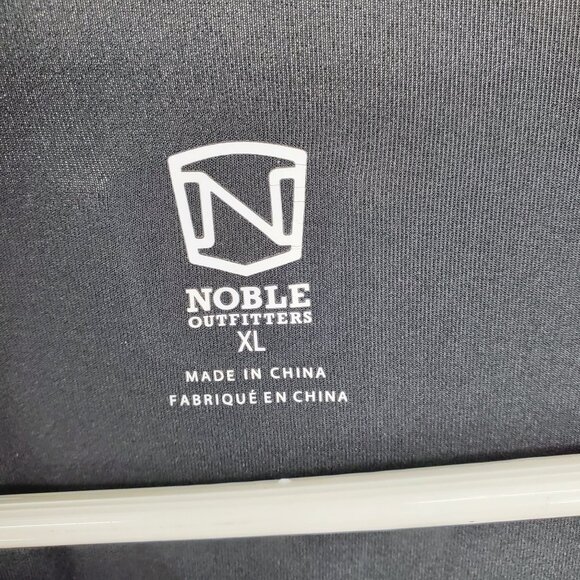 N
NOBLE
OUTFITTERS
XL
MADE IN CHINA
FABRIQUÉ EN CHINA